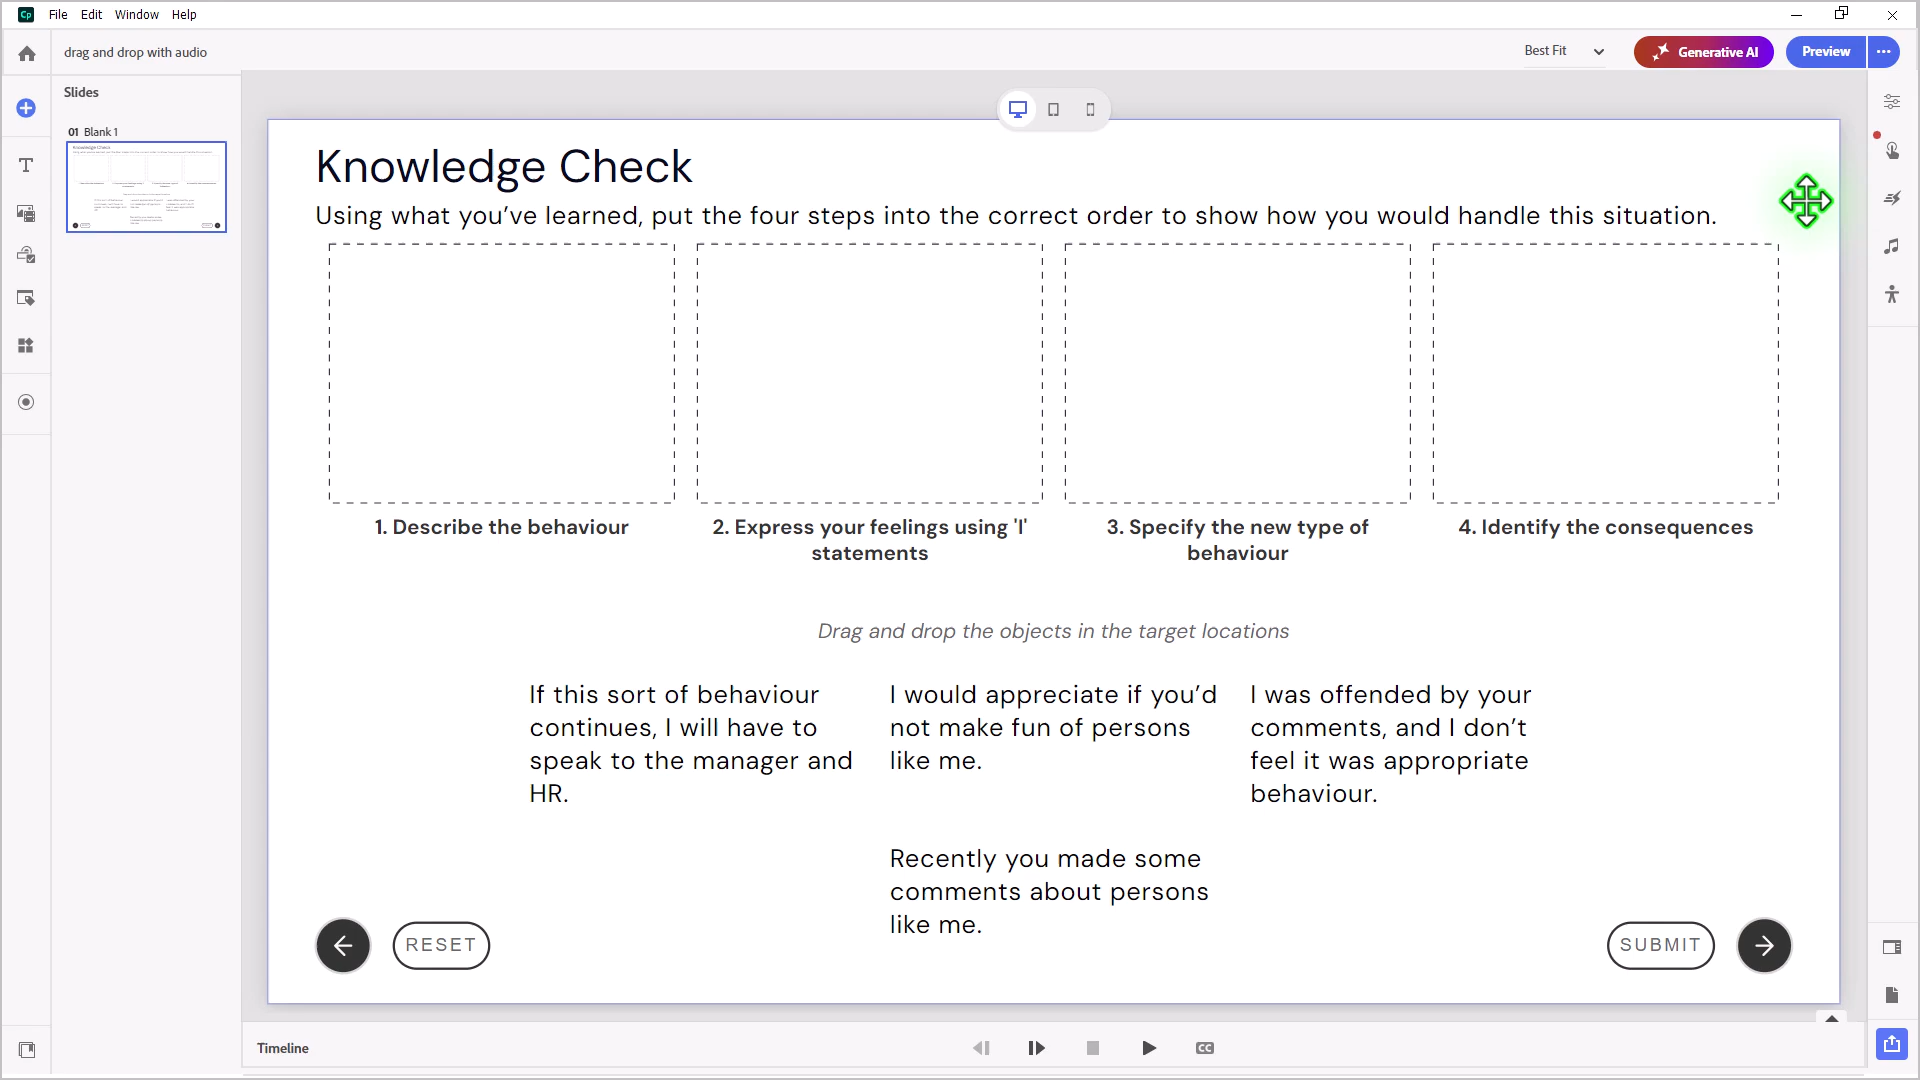 Cp File Edit Window Help
drag and drop with audio
Best Fit
Generative AI
Preview
Slides
01 Blank 1
Knowledge Check
Using what you’ve learned, put the four steps into the correct order to show how you would handle this situation.
1. Describe the behaviour
2. Express your feelings using 'I'
statements
3. Specify the new type of
behaviour
4. Identify the consequences
Drag and drop the objects in the target locations
If this sort of behaviour
continues, I will have to
speak to the manager and
HR.
I would appreciate if you’d
not make fun of persons
like me.
I was offended by your
comments, and I don’t
feel it was appropriate
behaviour.
Recently you made some
comments about persons
like me.
RESET
SUBMIT
Timeline
CC